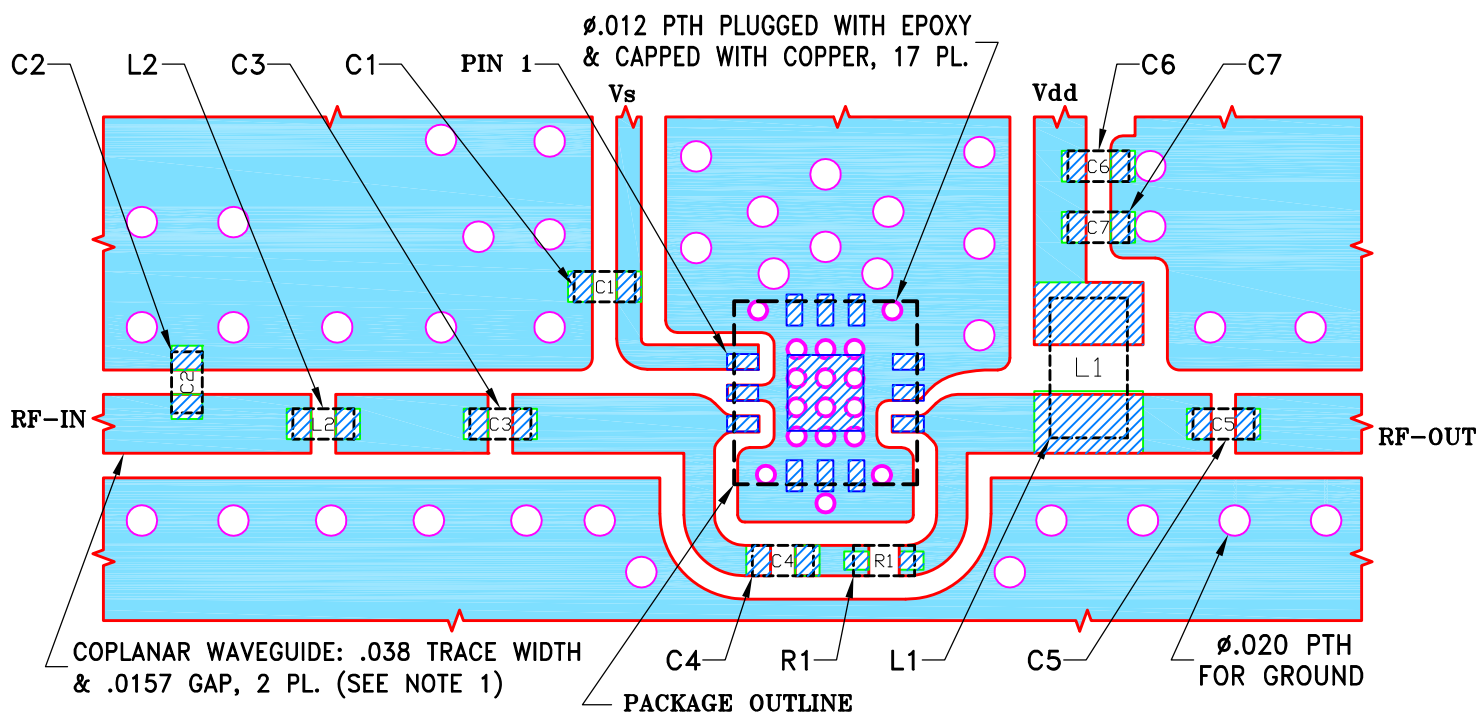 ø.012 PTH PLUGGED WITH EPOXY
& CAPPED WITH COPPER, 17 PL.
C2
L2
C3
C1
PIN 1
C6
C7
Vs
Vdd
C6
C7
C1
C2
L1
RF-IN
L2
C3
C5
RF-OUT
C4
R1
COPLANAR WAVEGUIDE: .038 TRACE WIDTH
& .0157 GAP, 2 PL. (SEE NOTE 1)
C4
R1
L1
C5
ø.020 PTH
FOR GROUND
PACKAGE OUTLINE